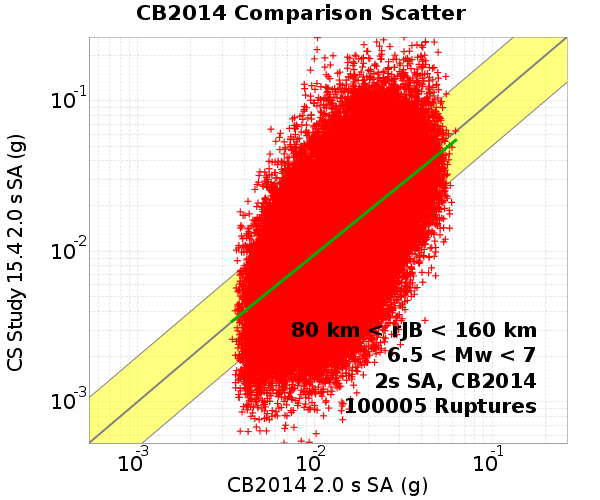 CB2014 Comparison Scatter
CS Study 15.4 2.0 s SA (g)
10-1
10-2
10-3
80 km < rJB < 160 km
6.5 < Mw < 7
2s SA, CB2014
100005 Ruptures
10-3 10-2 10-1
CB2014 2.0 s SA (g)